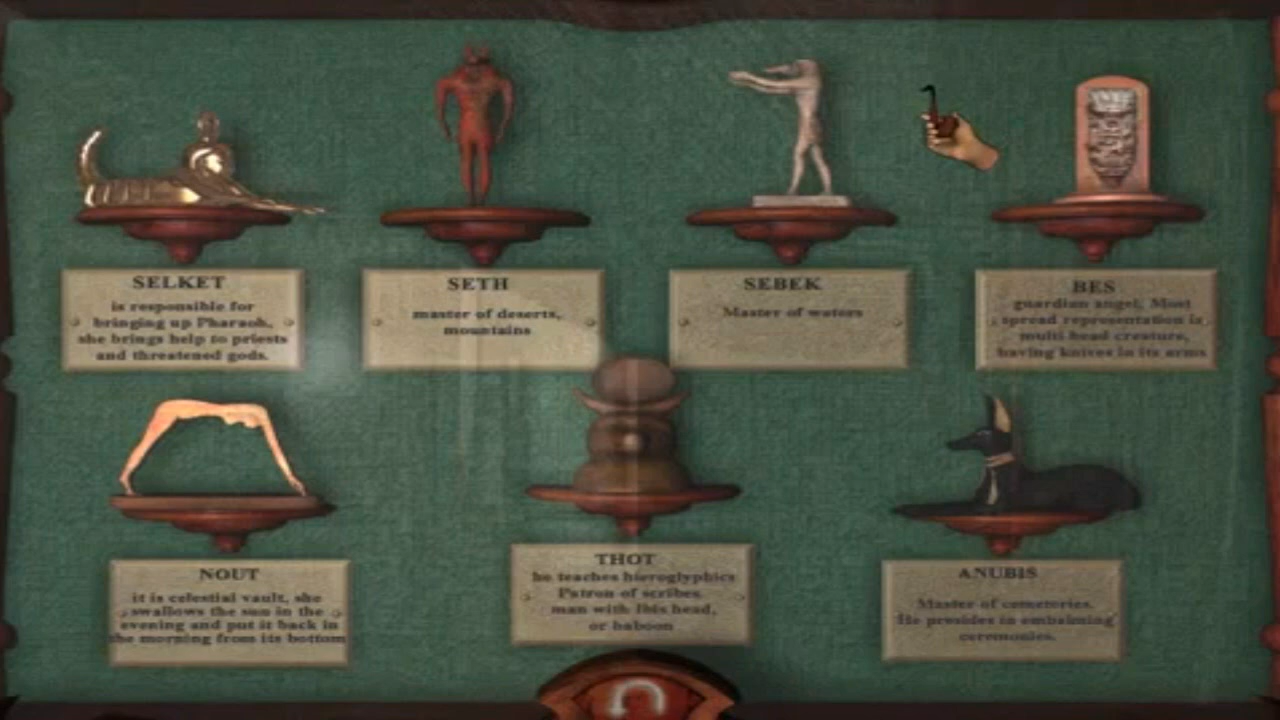 SELKET
is responsible for
bringing up Pharaoh,
she brings help to priests
and threatened gods.
SETH
master of deserts,
mountains
SEBEK
Master of waters
BES
guardian angel. Most
spread representation is
multi-head creature,
having knives in its arms
NOUT
it is celestial vault, she
swallows the sun in the
evening and put it back in
the morning from its bottom
THOT
he teaches hieroglyphics
Patron of scribes.
man with Ibis head,
or baboon
ANUBIS
Master of cemeteries.
He presides in embalming
ceremonies.